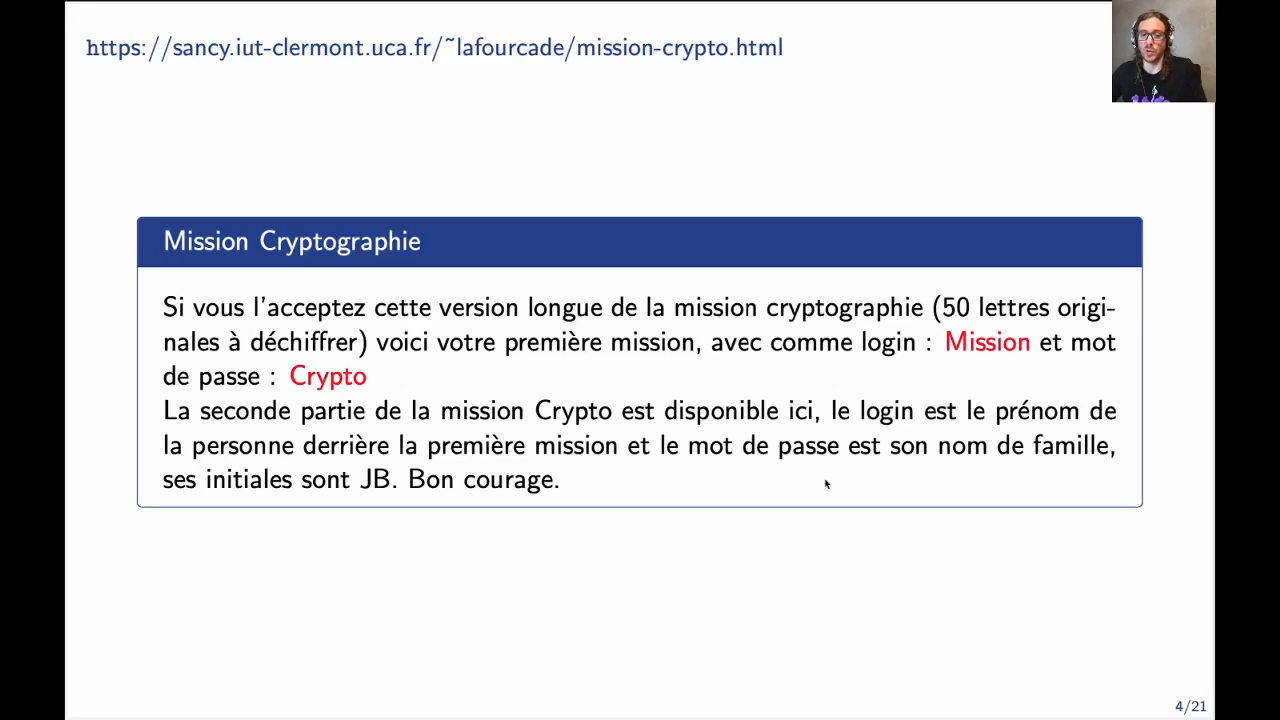 https://sancy.iut-clermont.uca.fr/~lafourcade/mission-crypto.html
Mission Cryptographie
Si vous l'acceptez cette version longue de la mission cryptographie (50 lettres origi-
nales à déchiffrer) voici votre première mission, avec comme login : Mission et mot
de passe : Crypto
La seconde partie de la mission Crypto est disponible ici, le login est le prénom de
la personne derrière la première mission et le mot de passe est son nom de famille,
ses initiales sont JB. Bon courage.
4/21